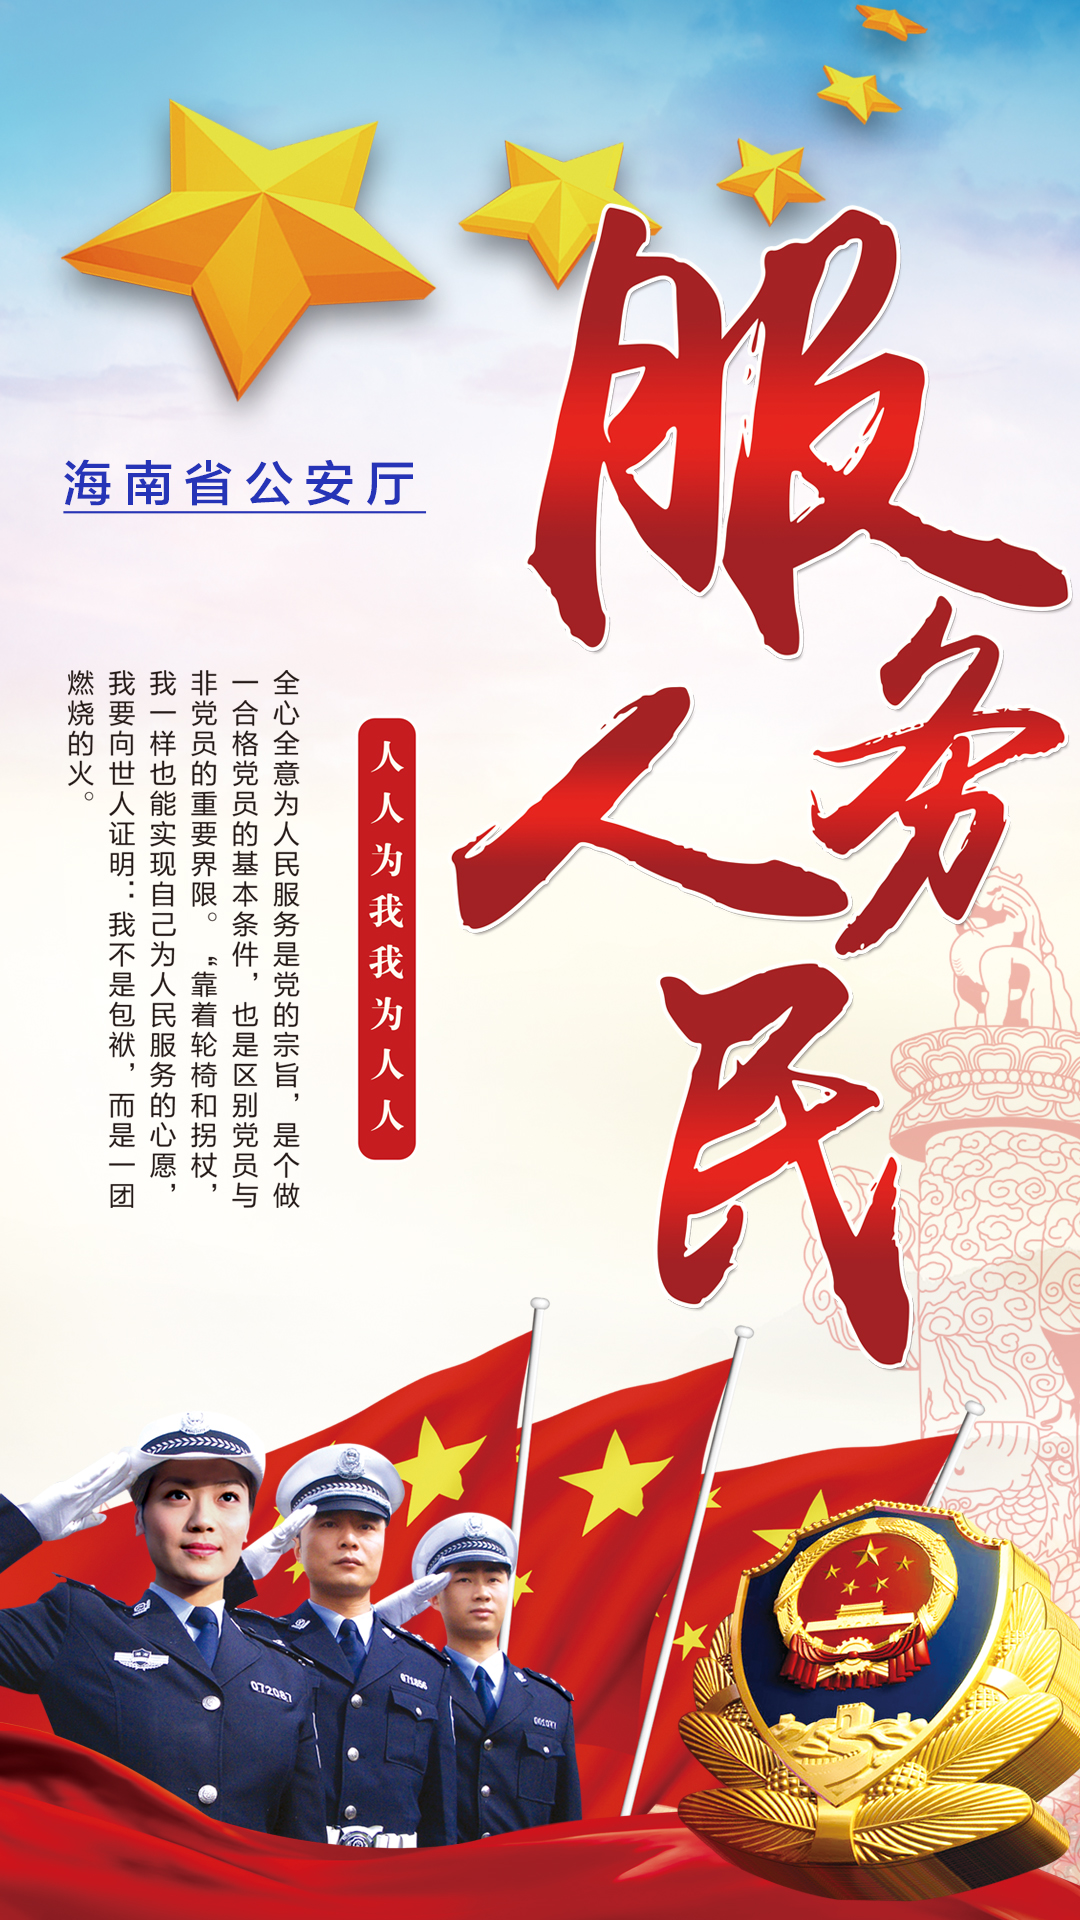 服务
人民
海南省公安厅
人人为我我为人人
全心全意为人民服务是党的宗旨，是个做
一合格党员的基本条件，也是区别党员与
非党员的重要界限。“靠着轮椅和拐杖，
我一样也能实现自己为人民服务的心愿，
我要向世人证明：我不是包袱，而是一团
燃烧的火。
072087
071856
001077